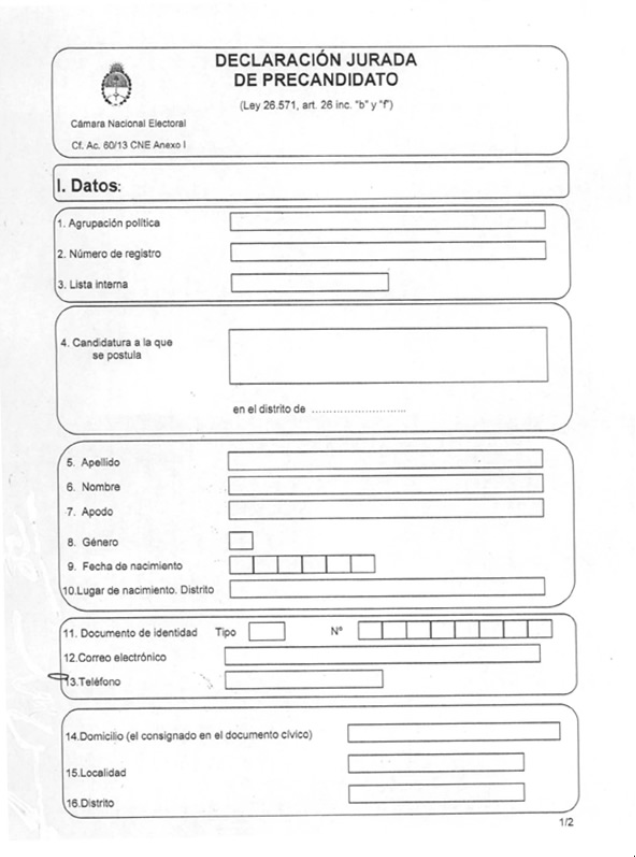 DECLARACIÓN JURADA
DE PRECANDIDATO
(Ley 26.571, art. 26 inc. "b" y "f")
Cámara Nacional Electoral
Cf. Ac. 60/13 CNE Anexo I
I. Datos:
1. Agrupación política
2. Número de registro
3. Lista interna
4. Candidatura a la que
se postula
en el distrito de ............................
5. Apellido
6. Nombre
7. Apodo
8. Género
9. Fecha de nacimiento
10.Lugar de nacimiento. Distrito
11. Documento de identidad Tipo Nº
12.Correo electrónico
13.Teléfono
14.Domicilio (el consignado en el documento cívico)
15.Localidad
16.Distrito
1/2